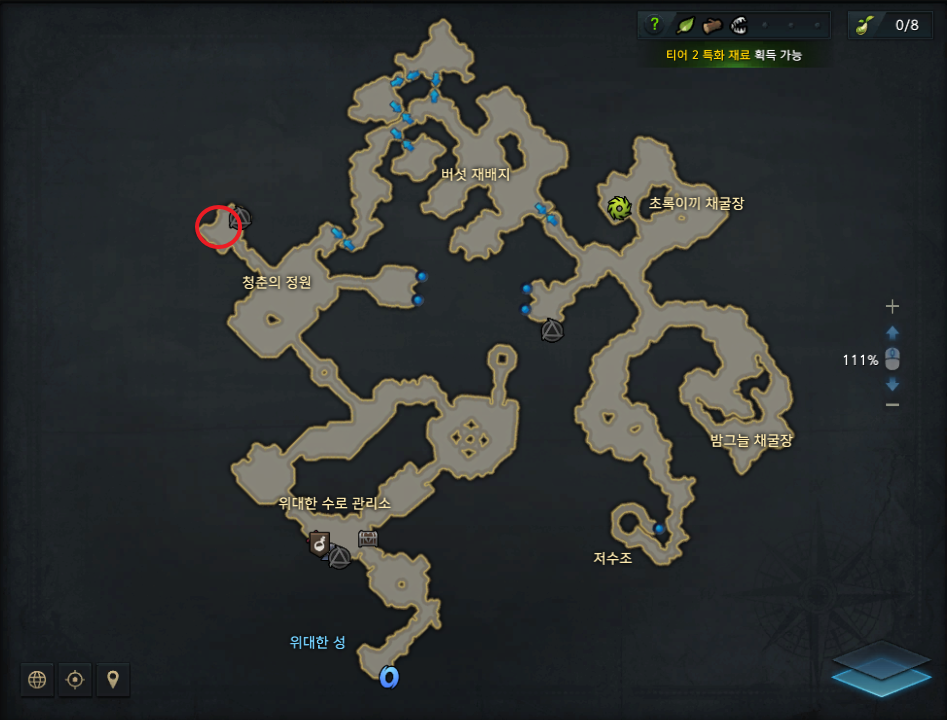 ?
0/8
티어 2 특화 재료 획득 가능
버섯 재배지
초록이끼 채굴장
청춘의 정원
111%
밤그늘 채굴장
위대한 수로 관리소
저수조
위대한 성